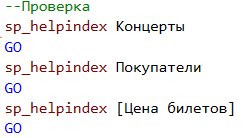 --Проверка
sp_helpindex Концерты
GO
sp_helpindex Покупатели
GO
sp_helpindex [Цена билетов]
GO